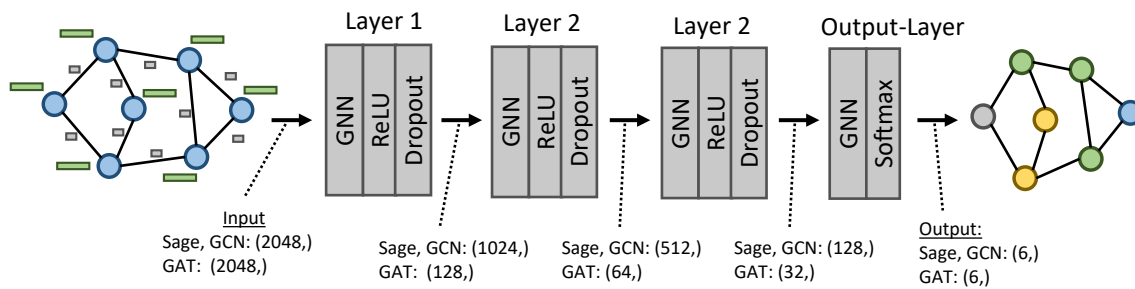 Layer 1
Layer 2
Layer 2
Output-Layer
GNN
ReLU
Dropout
GNN
ReLU
Dropout
GNN
ReLU
Dropout
GNN
Softmax
Input
Sage, GCN: (2048,)
GAT: (2048,)
Sage, GCN: (1024,)
GAT: (128,)
Sage, GCN: (512,)
GAT: (64,)
Sage, GCN: (128,)
GAT: (32,)
Output:
Sage, GCN: (6,)
GAT: (6,)